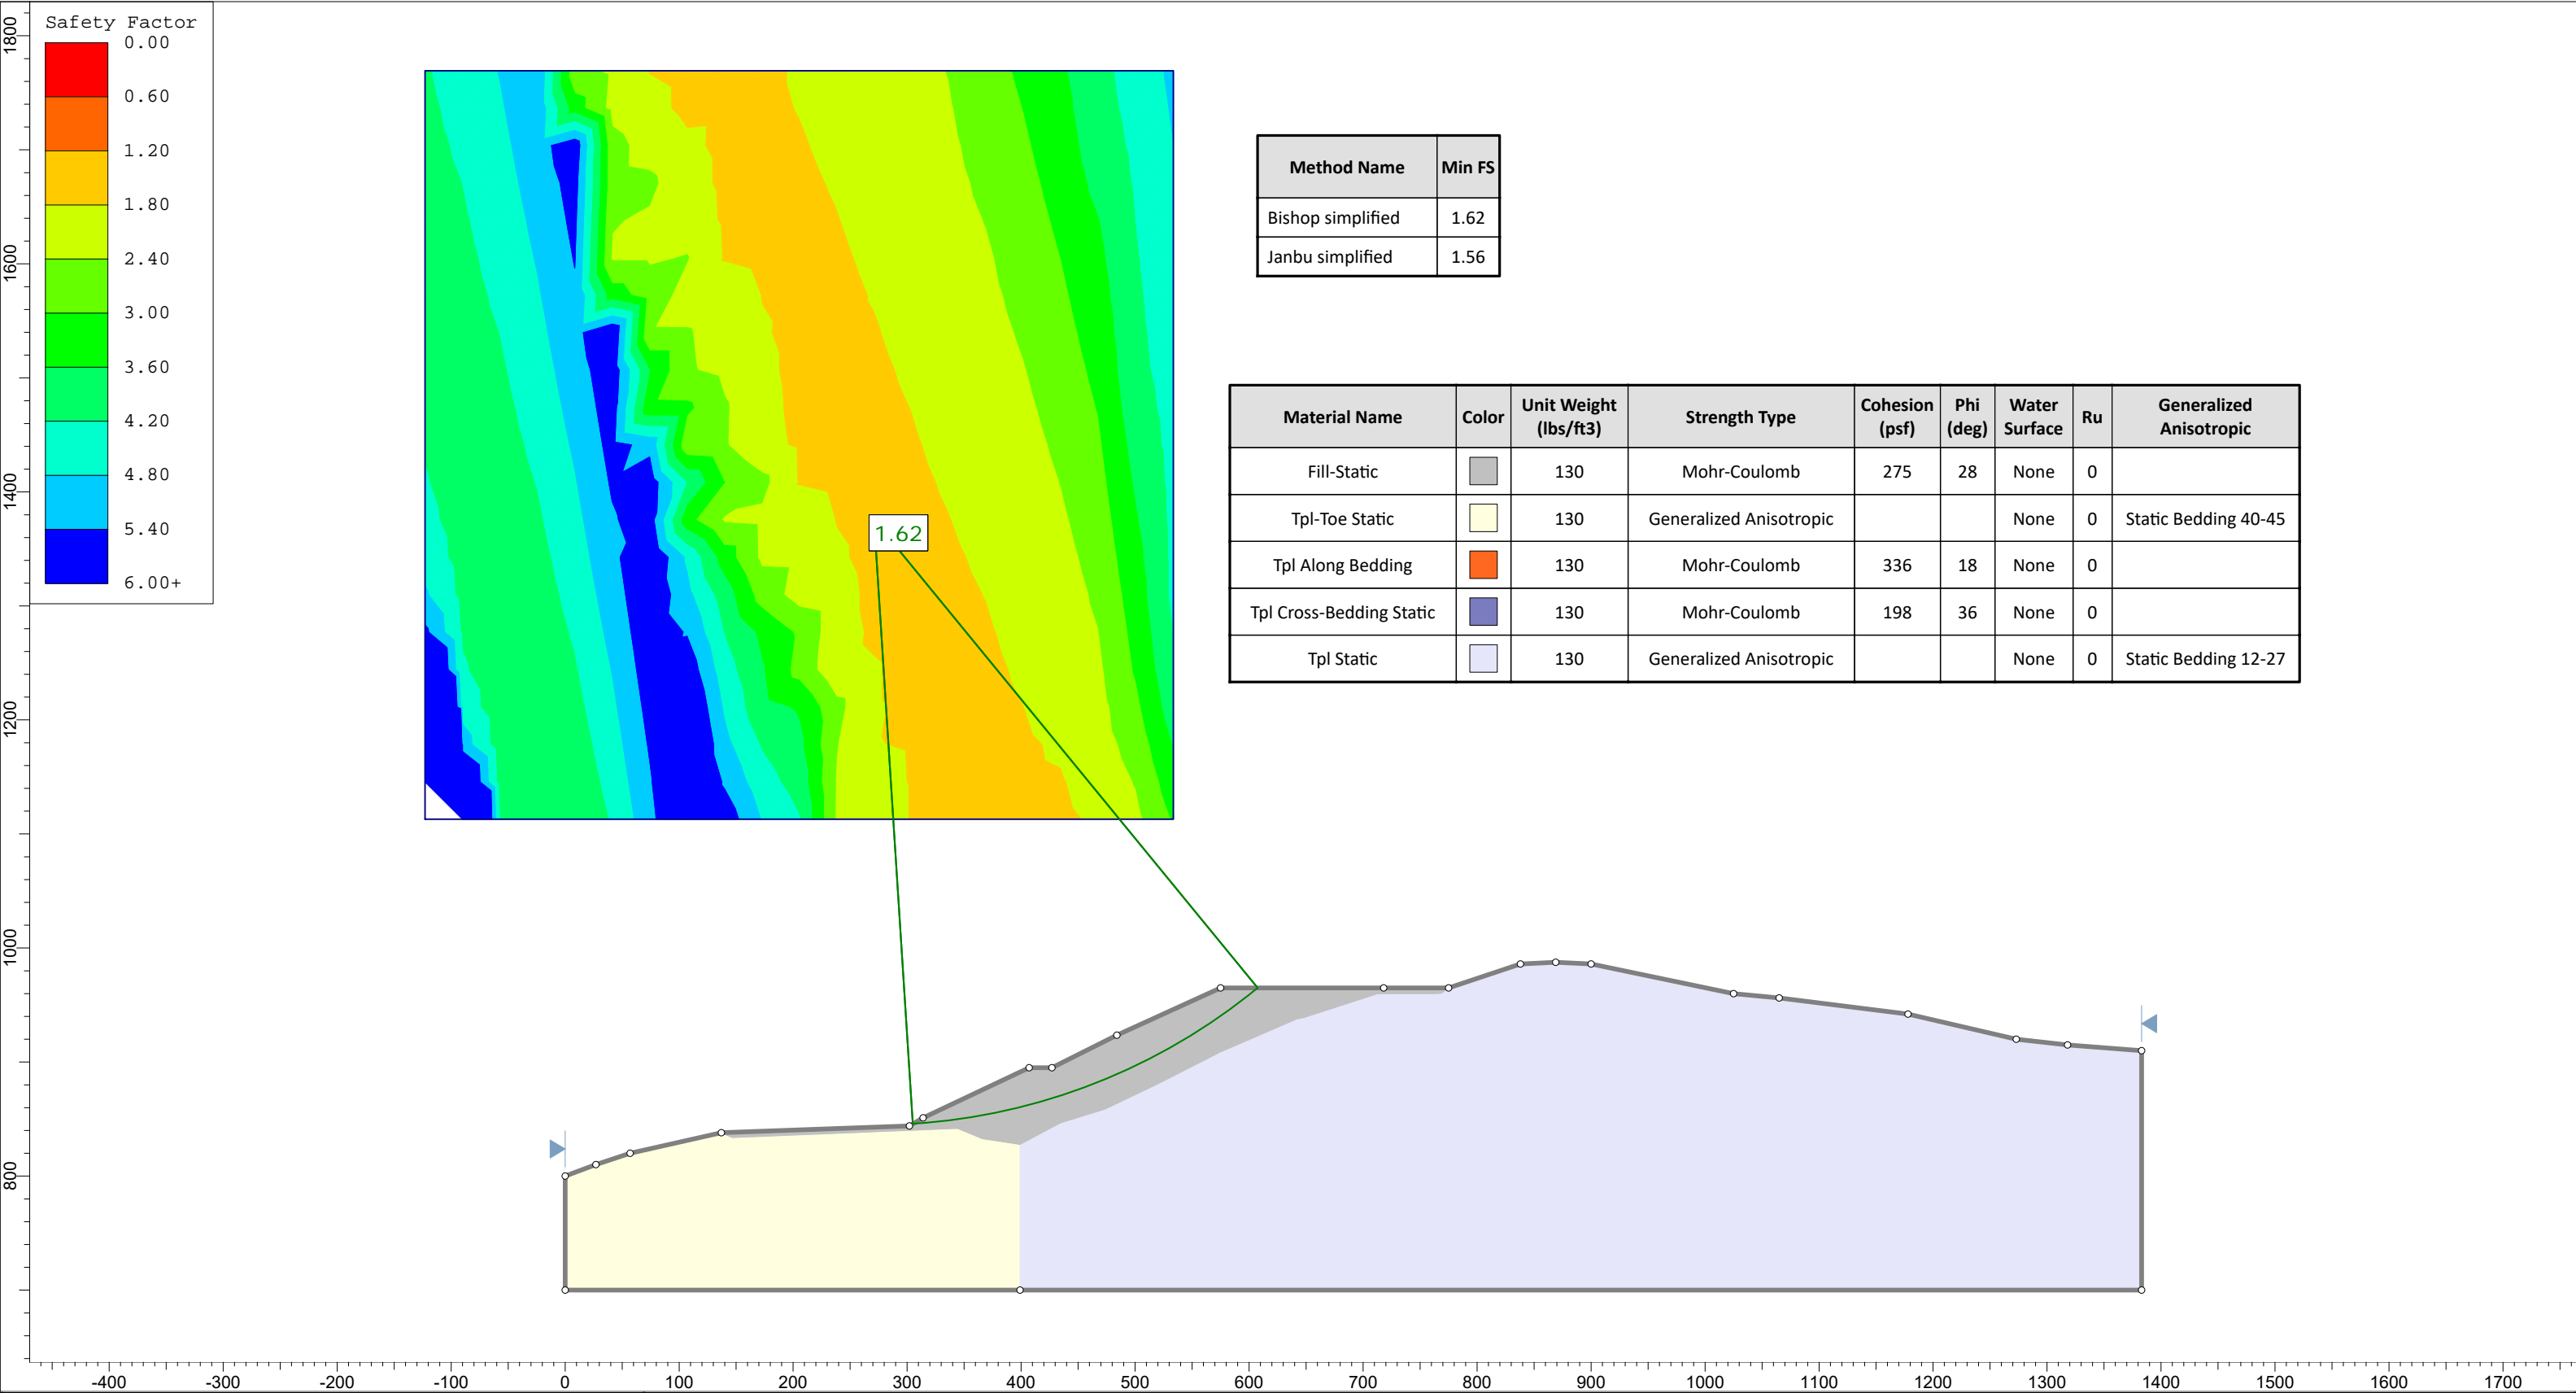 Safety Factor
0.00
0.60
1.20
1.80
2.40
3.00
3.60
4.20
4.80
5.40
6.00+
1800
1600
1400
1200
1000
800
Method Name Min FS
Bishop simplified 1.62
Janbu simplified 1.56
Material Name Color Unit Weight (lbs/ft3) Strength Type Cohesion (psf) Phi (deg) Water Surface Ru Generalized Anisotropic
Fill-Static 130 Mohr-Coulomb 275 28 None 0
Tpl-Toe Static 130 Generalized Anisotropic None 0 Static Bedding 40-45
Tpl Along Bedding 130 Mohr-Coulomb 336 18 None 0
Tpl Cross-Bedding Static 130 Mohr-Coulomb 198 36 None 0
Tpl Static 130 Generalized Anisotropic None 0 Static Bedding 12-27
1.62
-400 -300 -200 -100 0 100 200 300 400 500 600 700 800 900 1000 1100 1200 1300 1400 1500 1600 1700